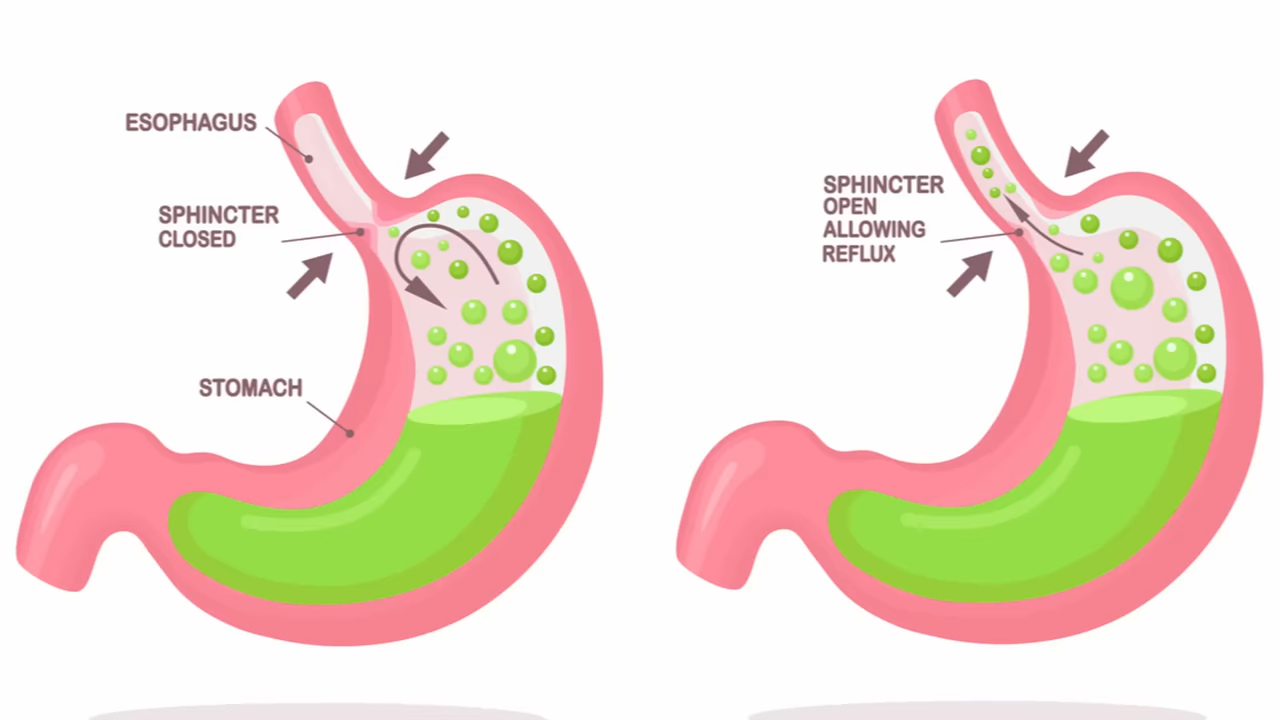 ESOPHAGUS
SPHINCTER
CLOSED
STOMACH
SPHINCTER
OPEN
ALLOWING
REFLUX